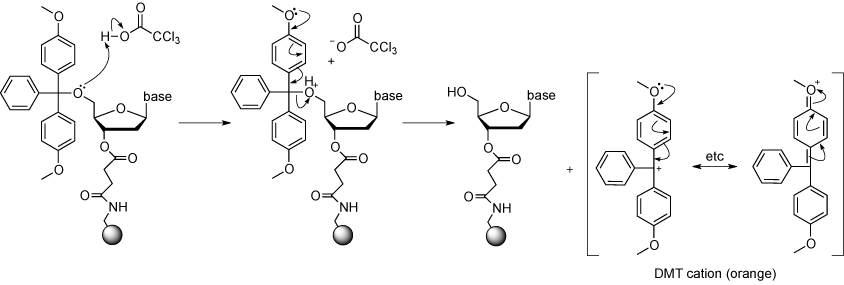 O
O
H-O
CCl3
O
O
base
O
O
O
O
NH
O
O
-O
CCl3
+
H
O+
O
base
O
O
O
O
NH
HO
O
base
O
O
O
NH
+
O
+
O
etc
O+
O
DMT cation (orange)